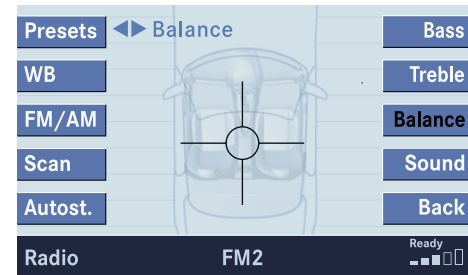 Presets
◀▶ Balance
Bass
WB
Treble
FM/AM
Balance
Scan
Sound
Autost.
Back
Radio
FM2
Ready